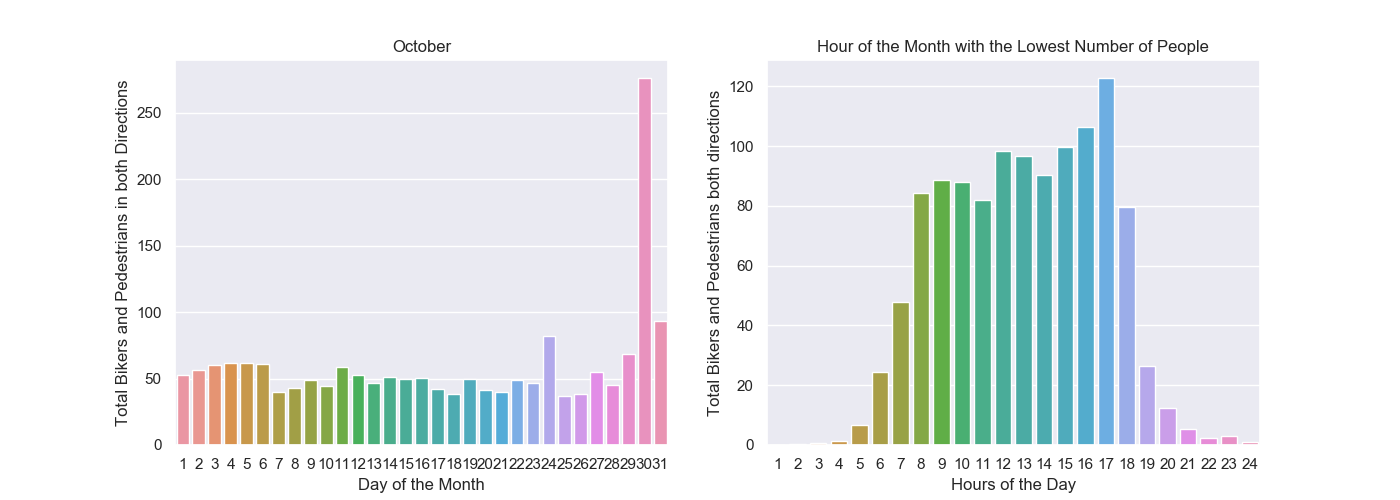 October
Total Bikers and Pedestrians in both Directions
250
200
150
100
50
0
1 2 3 4 5 6 7 8 9 10 11 12 13 14 15 16 17 18 19 20 21 22 23 24 25 26 27 28 29 30 31
Day of the Month
Hour of the Month with the Lowest Number of People
Total Bikers and Pedestrians both directions
120
100
80
60
40
20
0
1 2 3 4 5 6 7 8 9 10 11 12 13 14 15 16 17 18 19 20 21 22 23 24
Hours of the Day